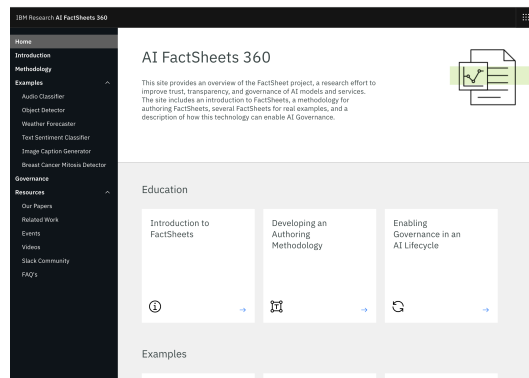 IBM Research AI FactSheets 360
Home
Introduction
Methodology
Examples
Audio Classifier
Object Detector
Weather Forecaster
Text Sentiment Classifier
Image Caption Generator
Breast Cancer Mitosis Detector
Governance
Resources
Our Papers
Related Work
Events
Videos
Slack Community
FAQ's
AI FactSheets 360
This site provides an overview of the FactSheet project, a research effort to
improve trust, transparency, and governance of AI models and services.
The site includes an introduction to FactSheets, a methodology for
authoring FactSheets, several FactSheets for real examples, and a
description of how this technology can enable AI Governance.
Education
Introduction to
FactSheets
Developing an
Authoring
Methodology
Enabling
Governance in an
AI Lifecycle
Examples